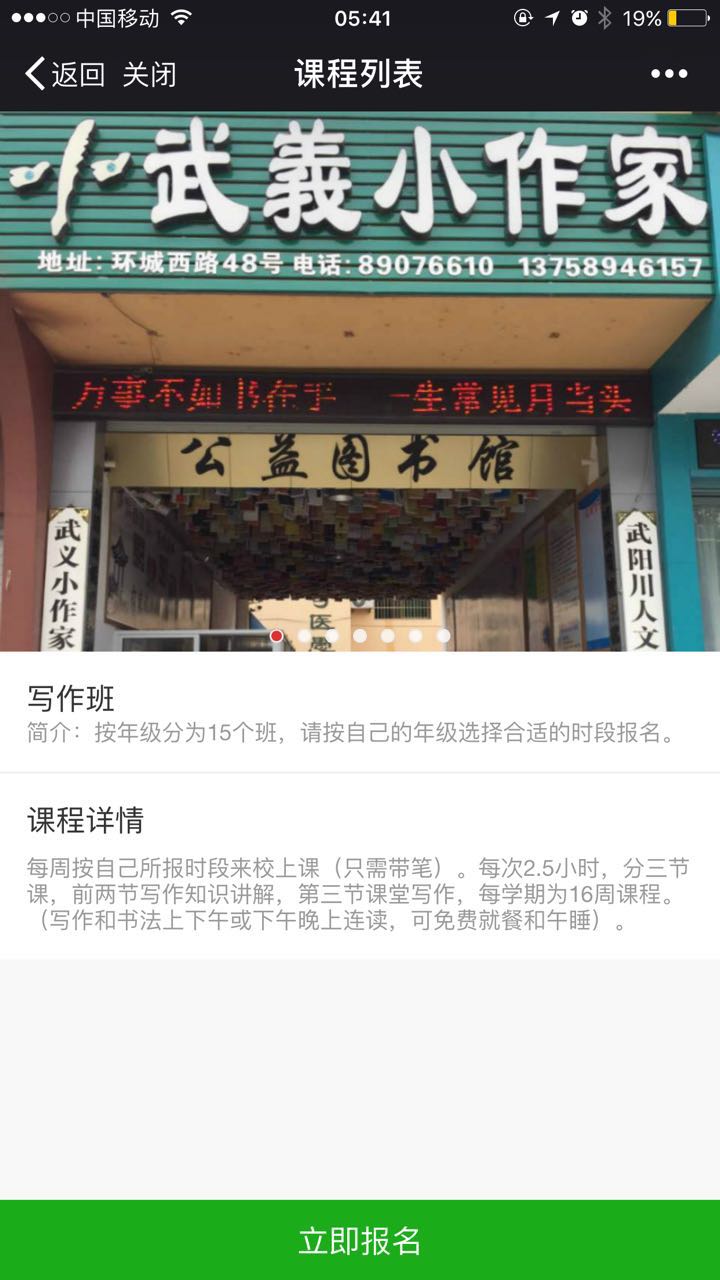 中国移动 05:41 19%
返回 关闭 课程列表
武義小作家
地址：环城西路48号 电话：89076610 13758946157
万事不如书在手 一生常见月当头
公益图书馆
武义小作家
武阳川人文
医
写作班
简介：按年级分为15个班，请按自己的年级选择合适的时段报名。
课程详情
每周按自己所报时段来校上课（只需带笔）。每次2.5小时，分三节
课，前两节写作知识讲解，第三节课堂写作，每学期为16周课程。
（写作和书法上下午或下午晚上连读，可免费就餐和午睡）。
立即报名